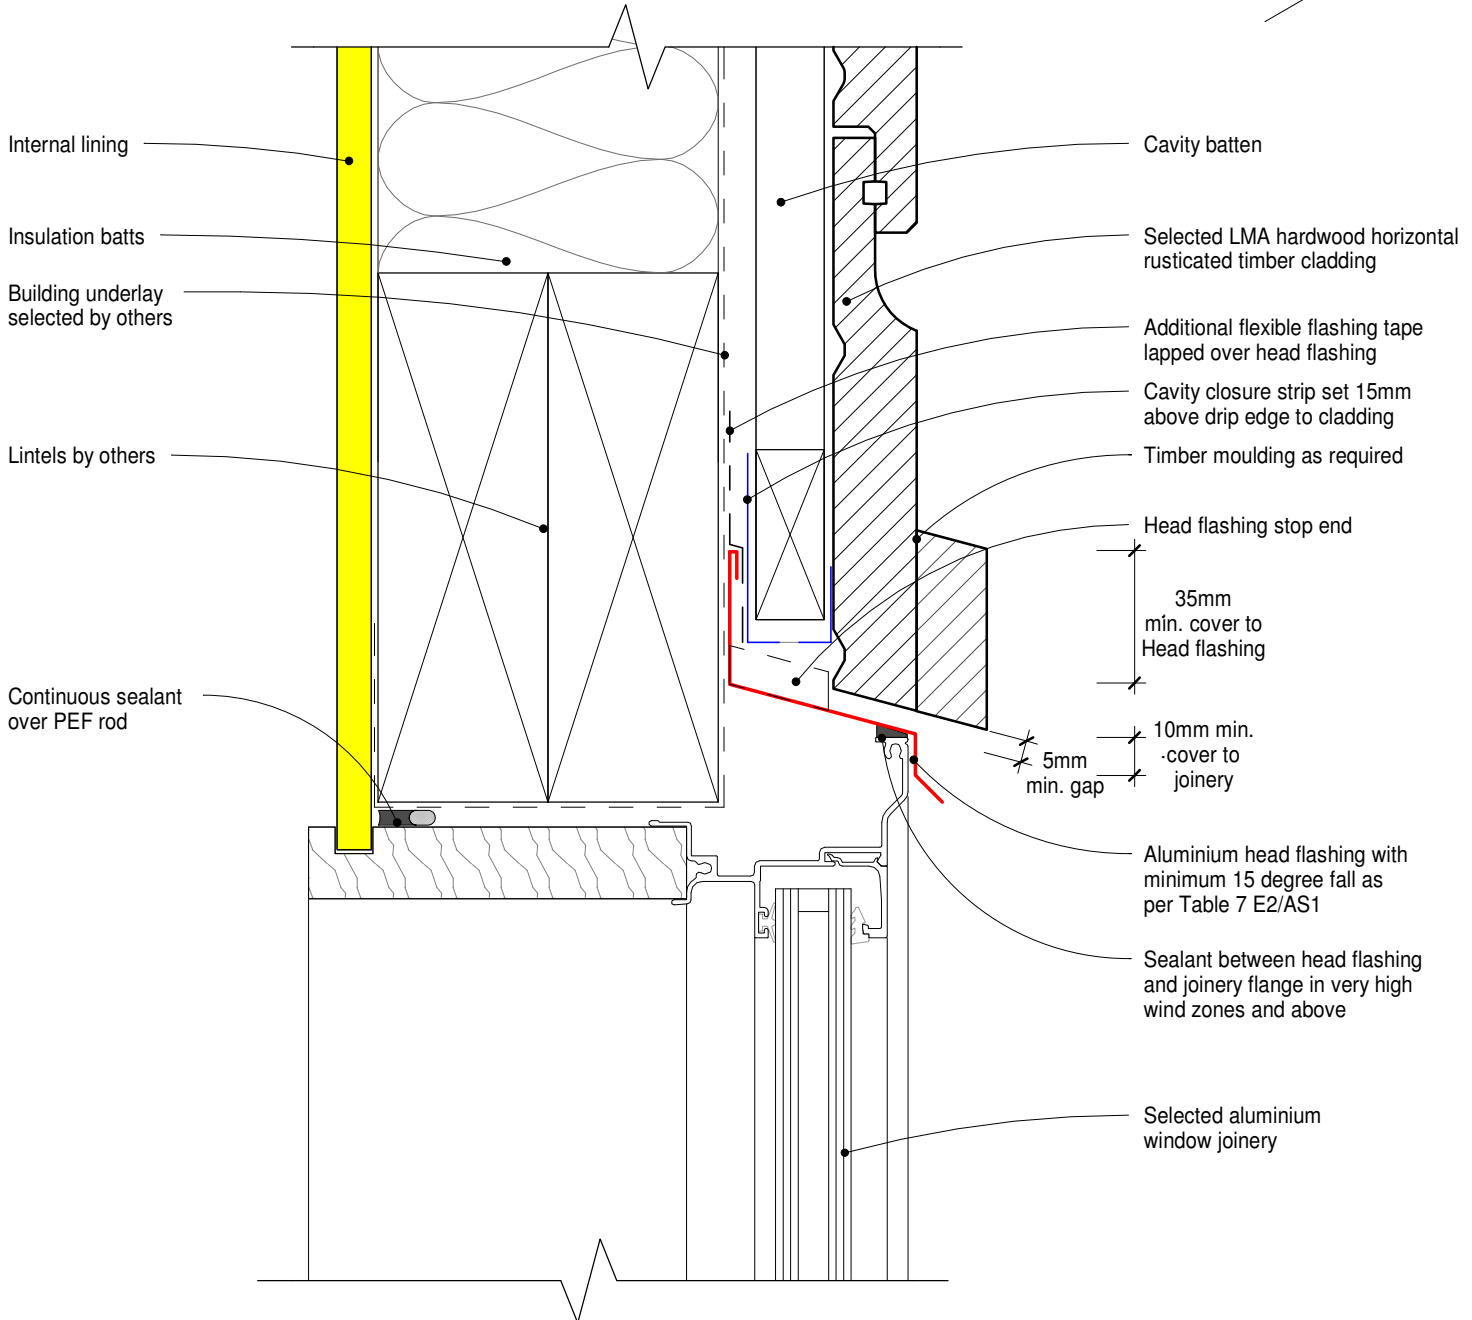 Internal lining
Insulation batts
Building underlay
selected by others
Lintels by others
Continuous sealant
over PEF rod
Cavity batten
Selected LMA hardwood horizontal
rusticated timber cladding
Additional flexible flashing tape
lapped over head flashing
Cavity closure strip set 15mm
above drip edge to cladding
Timber moulding as required
Head flashing stop end
35mm
min. cover to
Head flashing
10mm min.
cover to
joinery
5mm
min. gap
Aluminium head flashing with
minimum 15 degree fall as
per Table 7 E2/AS1
Sealant between head flashing
and joinery flange in very high
wind zones and above
Selected aluminium
window joinery